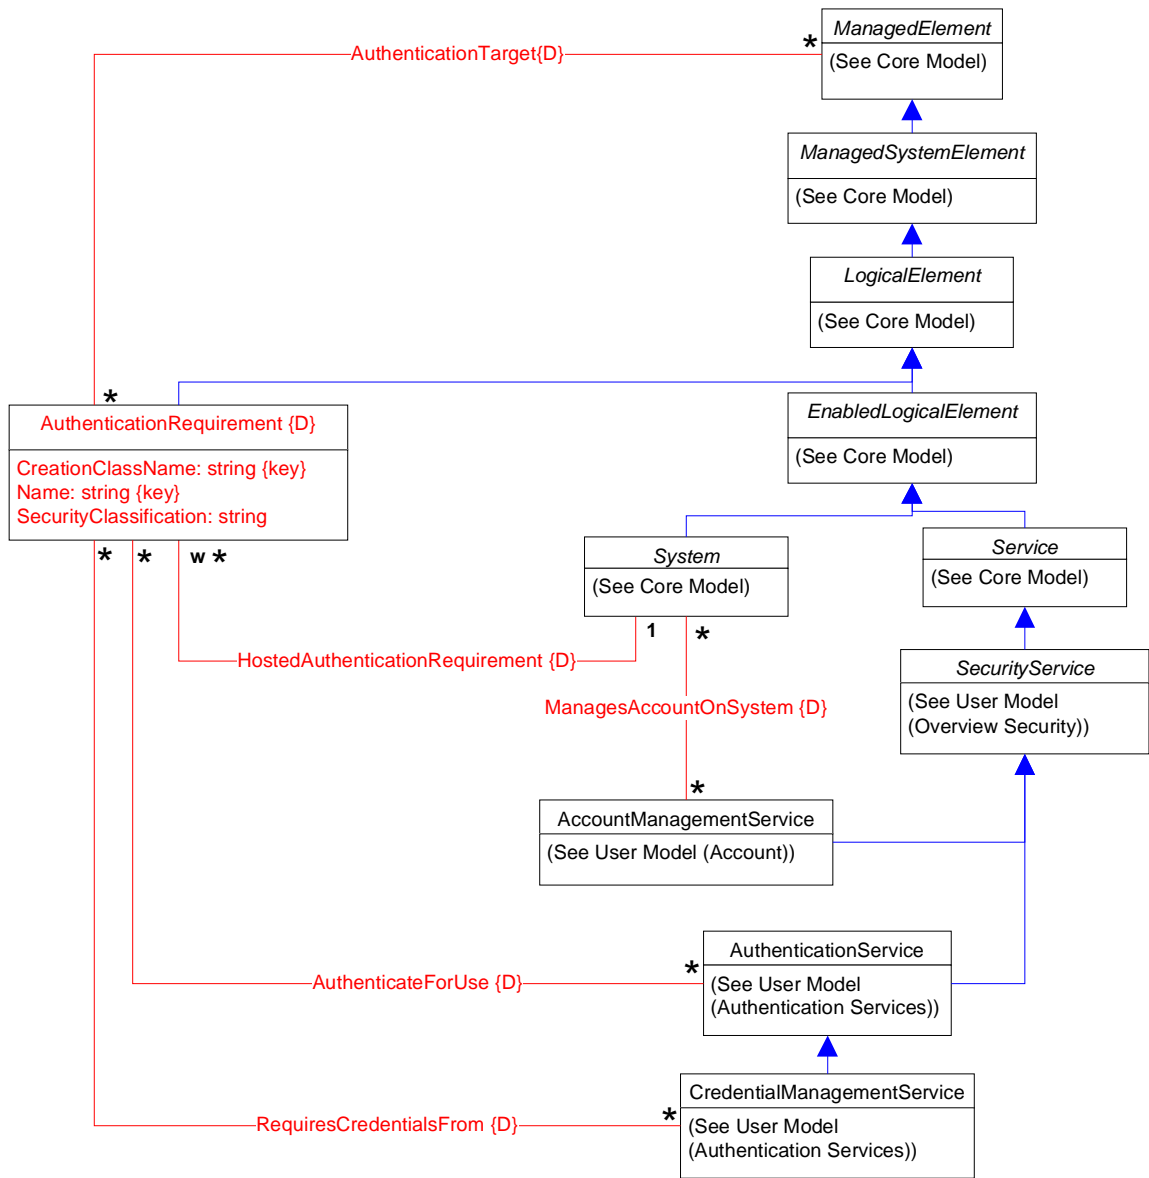 ManagedElement
(See Core Model)
*
AuthenticationTarget{D}
ManagedSystemElement
(See Core Model)
LogicalElement
(See Core Model)
*
AuthenticationRequirement {D}
CreationClassName: string {key}
Name: string {key}
SecurityClassification: string
EnabledLogicalElement
(See Core Model)
* * w *
System
(See Core Model)
Service
(See Core Model)
1 *
HostedAuthenticationRequirement {D}
SecurityService
(See User Model
(Overview Security))
ManagesAccountOnSystem {D}
*
AccountManagementService
(See User Model (Account))
AuthenticationService
(See User Model
(Authentication Services))
*
AuthenticateForUse {D}
CredentialManagementService
(See User Model
(Authentication Services))
*
RequiresCredentialsFrom {D}